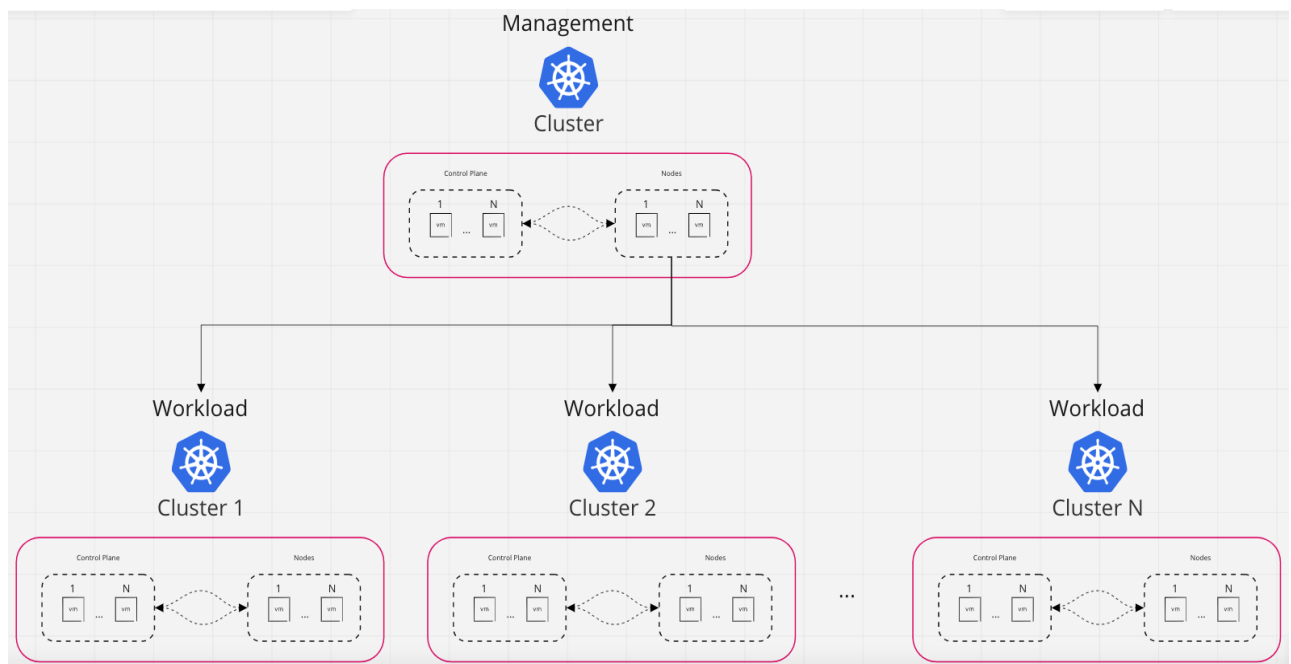 Management
Cluster
Control Plane Nodes
1 N 1 N
vm ... vm vm ... vm
Workload Workload Workload
Cluster 1 Cluster 2 Cluster N
Control Plane Nodes Control Plane Nodes Control Plane Nodes
1 N 1 N 1 N 1 N ... 1 N 1 N
vm ... vm vm ... vm vm ... vm vm ... vm vm ... vm vm ... vm